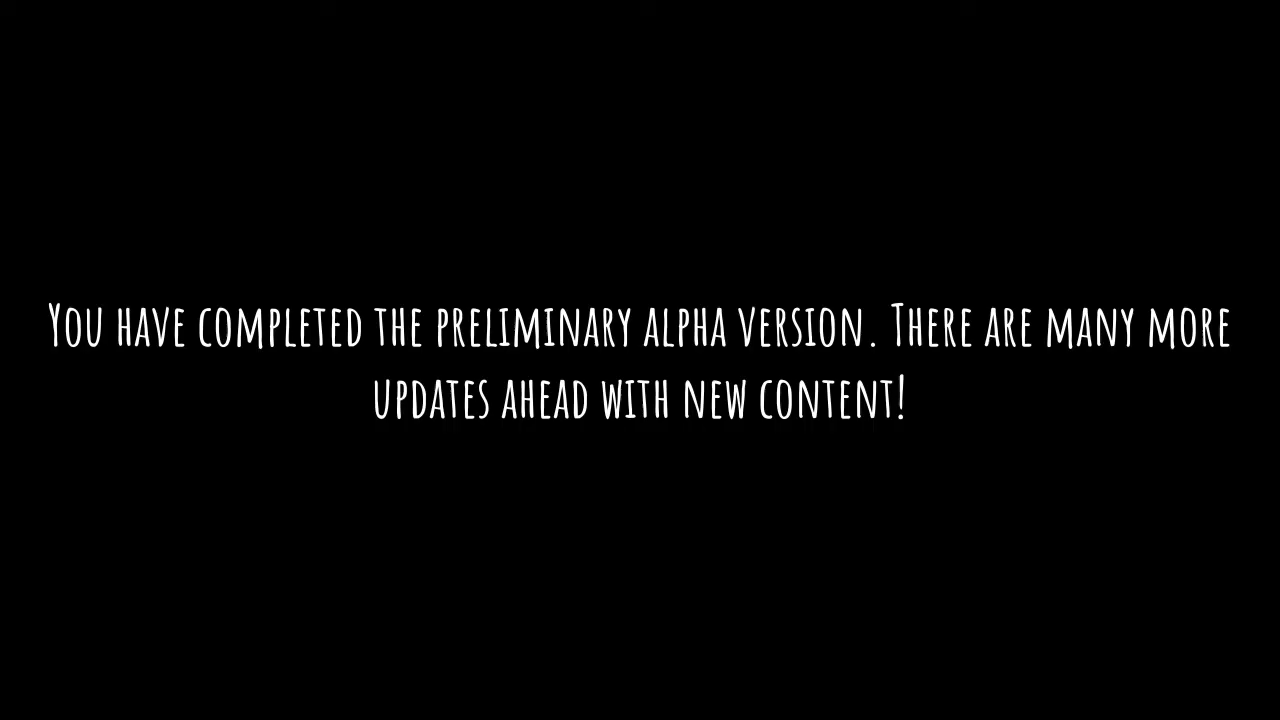 You have completed the preliminary alpha version. There are many more
updates ahead with new content!